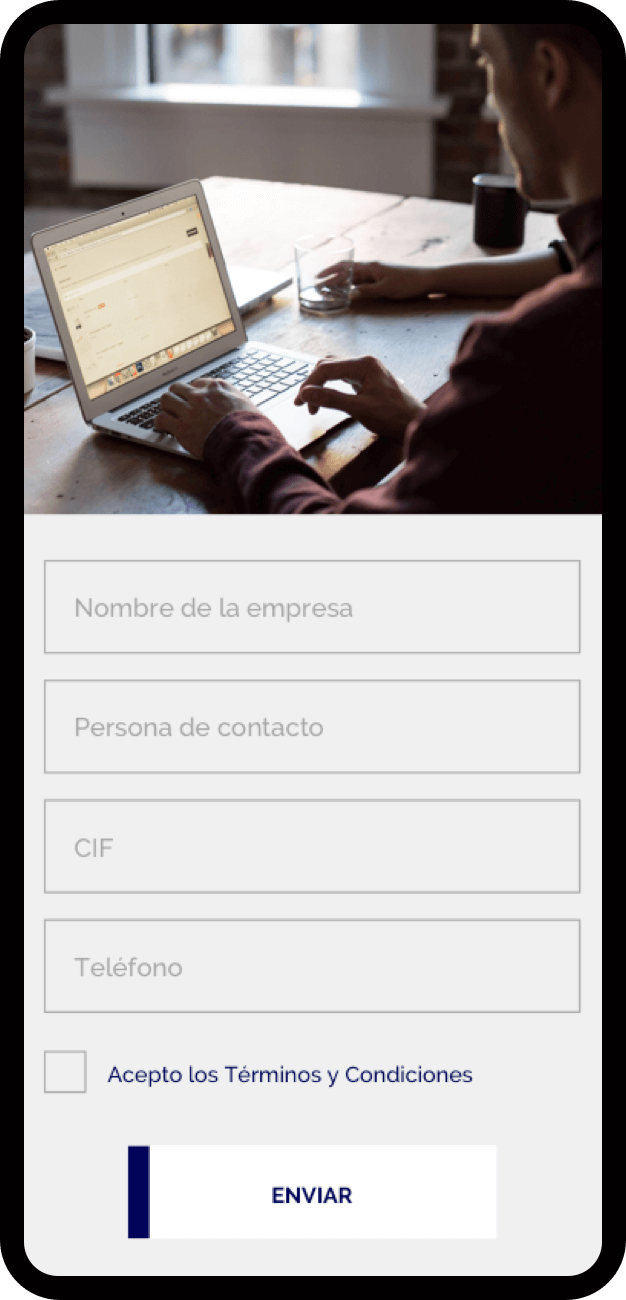 Nombre de la empresa
Persona de contacto
CIF
Teléfono
Acepto los Términos y Condiciones
ENVIAR